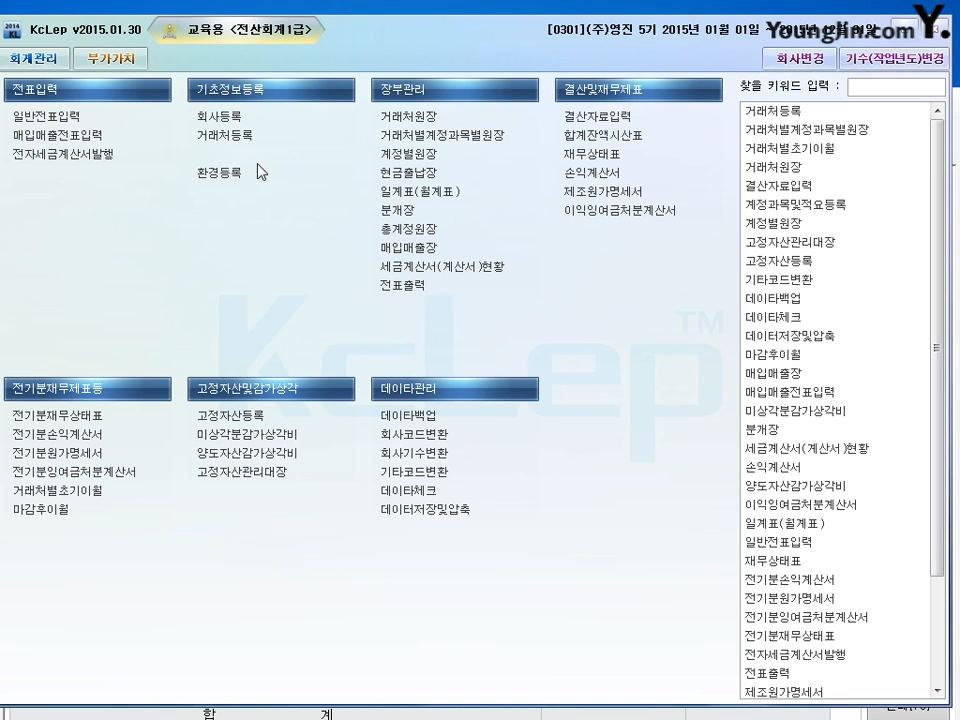 KcLep v2015.01.30 교육용 <전산회계1급> [0301](주)영진 5기 2015년 01월 01일 ~ 2015년 12월 31일
Younglin.com Y.
회계관리 부가가치 회사변경 기수(작업년도)변경
전표입력
일반전표입력
매입매출전표입력
전자세금계산서발행
기초정보등록
회사등록
거래처등록
환경등록
장부관리
거래처원장
거래처별계정과목별원장
계정별원장
현금출납장
일계표(월계표)
분개장
총계정원장
매입매출장
세금계산서(계산서)현황
전표출력
결산및재무제표
결산자료입력
합계잔액시산표
재무상태표
손익계산서
제조원가명세서
이익잉여금처분계산서
전기분재무제표등
전기분재무상태표
전기분손익계산서
전기분원가명세서
전기분잉여금처분계산서
거래처별초기이월
마감후이월
고정자산및감가상각
고정자산등록
미상각분감가상각비
양도자산감가상각비
고정자산관리대장
데이타관리
데이타백업
회사코드변환
회사기수변환
기타코드변환
데이타체크
데이터저장및압축
KcLep TM
찾을 키워드 입력 :
거래처등록
거래처별계정과목별원장
거래처별초기이월
거래처원장
결산자료입력
계정과목및적요등록
계정별원장
고정자산관리대장
고정자산등록
기타코드변환
데이타백업
데이타체크
데이터저장및압축
마감후이월
매입매출장
매입매출전표입력
미상각분감가상각비
분개장
세금계산서(계산서)현황
손익계산서
양도자산감가상각비
이익잉여금처분계산서
일계표(월계표)
일반전표입력
재무상태표
전기분손익계산서
전기분원가명세서
전기분잉여금처분계산서
전기분재무상태표
전자세금계산서발행
전표출력
제조원가명세서
합 계